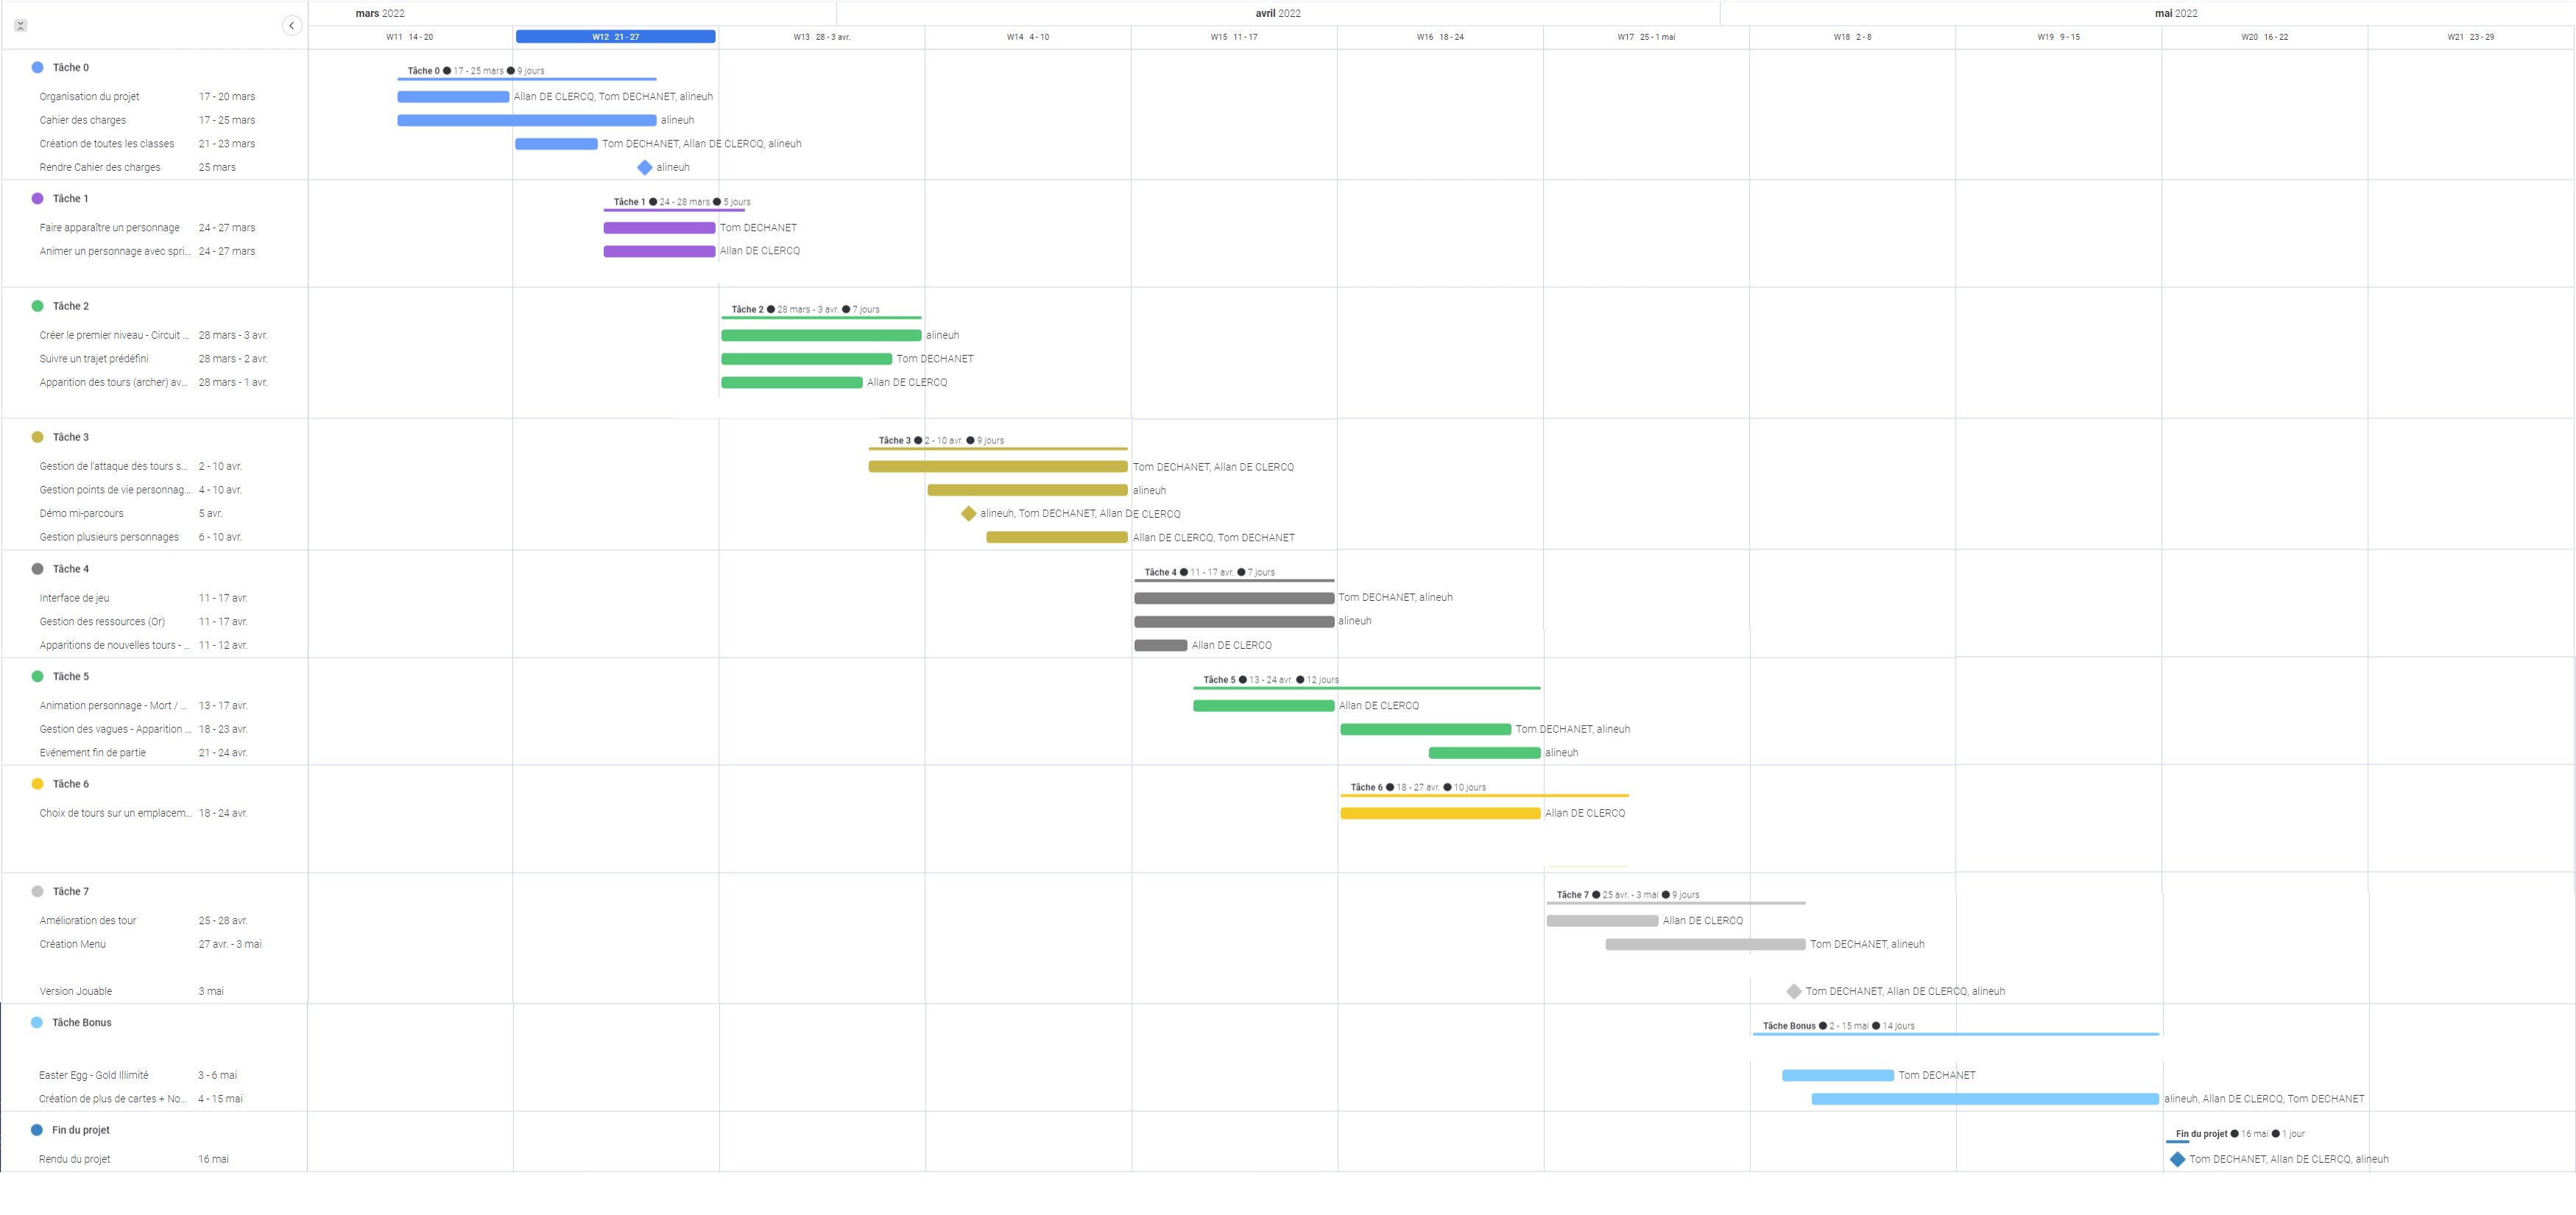 mars 2022 avril 2022 mai 2022
W11 14 - 20 W12 21 - 27 W13 28 - 3 avr. W14 4 - 10 W15 11 - 17 W16 18 - 24 W17 25 - 1 mai W18 2 - 8 W19 9 - 15 W20 16 - 22 W21 23 - 29
Tâche 0 Tâche 0 ● 17 - 25 mars ● 9 jours
Organisation du projet 17 - 20 mars Allan DE CLERCQ, Tom DECHANET, alineuh
Cahier des charges 17 - 25 mars alineuh
Création de toutes les classes 21 - 23 mars Tom DECHANET, Allan DE CLERCQ, alineuh
Rendre Cahier des charges 25 mars alineuh
Tâche 1 Tâche 1 ● 24 - 28 mars ● 5 jours
Faire apparaître un personnage 24 - 27 mars Tom DECHANET
Animer un personnage avec spri... 24 - 27 mars Allan DE CLERCQ
Tâche 2 Tâche 2 ● 28 mars - 3 avr. ● 7 jours
Créer le premier niveau - Circuit ... 28 mars - 3 avr. alineuh
Suivre un trajet prédéfini 28 mars - 2 avr. Tom DECHANET
Apparition des tours (archer) av... 28 mars - 1 avr. Allan DE CLERCQ
Tâche 3 Tâche 3 ● 2 - 10 avr. ● 9 jours
Gestion de l'attaque des tours s... 2 - 10 avr. Tom DECHANET, Allan DE CLERCQ
Gestion points de vie personnag... 4 - 10 avr. alineuh
Démo mi-parcours 5 avr. alineuh, Tom DECHANET, Allan DE CLERCQ
Gestion plusieurs personnages 6 - 10 avr. Allan DE CLERCQ, Tom DECHANET
Tâche 4 Tâche 4 ● 11 - 17 avr. ● 7 jours
Interface de jeu 11 - 17 avr. Tom DECHANET, alineuh
Gestion des ressources (Or) 11 - 17 avr. alineuh
Apparitions de nouvelles tours - ... 11 - 12 avr. Allan DE CLERCQ
Tâche 5 Tâche 5 ● 13 - 24 avr. ● 12 jours
Animation personnage - Mort / ... 13 - 17 avr. Allan DE CLERCQ
Gestion des vagues - Apparition ... 18 - 23 avr. Tom DECHANET, alineuh
Evénement fin de partie 21 - 24 avr. alineuh
Tâche 6 Tâche 6 ● 18 - 27 avr. ● 10 jours
Choix de tours sur un emplacem... 18 - 24 avr. Allan DE CLERCQ
Tâche 7 Tâche 7 ● 25 avr. - 3 mai ● 9 jours
Amélioration des tour 25 - 28 avr. Allan DE CLERCQ
Création Menu 27 avr. - 3 mai Tom DECHANET, alineuh
Version Jouable 3 mai Tom DECHANET, Allan DE CLERCQ, alineuh
Tâche Bonus Tâche Bonus ● 2 - 15 mai ● 14 jours
Easter Egg - Gold Illimité 3 - 6 mai Tom DECHANET
Création de plus de cartes + No... 4 - 15 mai alineuh, Allan DE CLERCQ, Tom DECHANET
Fin du projet Fin du projet ● 16 mai ● 1 jour
Rendu du projet 16 mai Tom DECHANET, Allan DE CLERCQ, alineuh